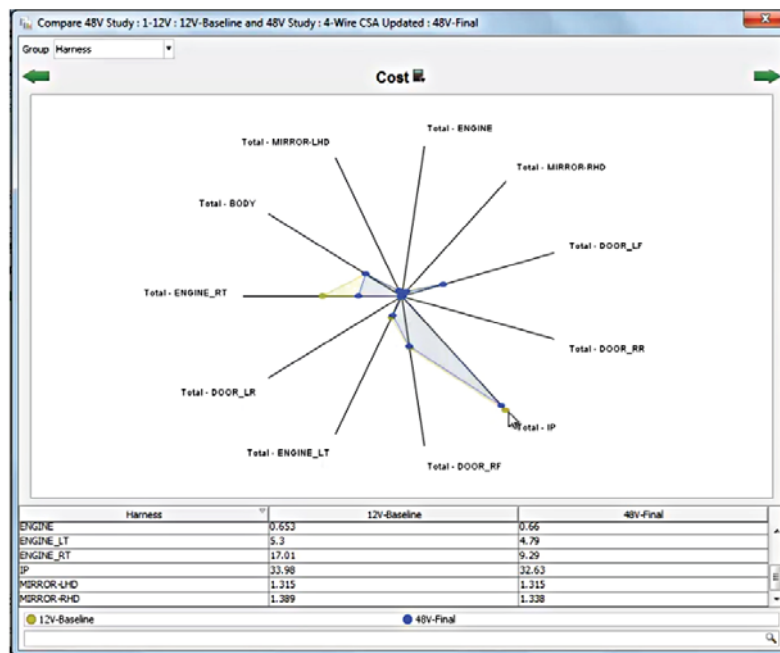 Compare 48V Study : 1-12V : 12V-Baseline and 48V Study : 4-Wire CSA Updated : 48V-Final
Group Harness
Cost
Total - ENGINE
Total - MIRROR-LHD
Total - MIRROR-RHD
Total - BODY
Total - DOOR_LF
Total - ENGINE_RT
Total - DOOR_RR
Total - DOOR_LR
Total - IP
Total - ENGINE_LT
Total - DOOR_RF
Harness 12V-Baseline 48V-Final
ENGINE 0.653 0.66
ENGINE_LT 5.3 4.79
ENGINE_RT 17.01 9.29
IP 33.98 32.63
MIRROR-LHD 1.315 1.315
MIRROR-RHD 1.389 1.338
12V-Baseline 48V-Final